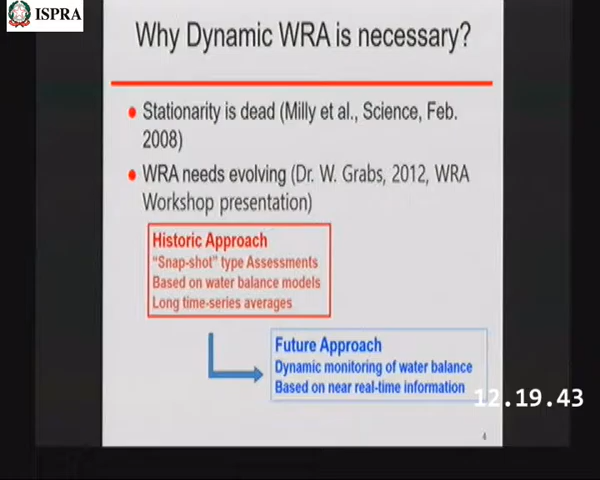 ISPRA
Why Dynamic WRA is necessary?
Stationarity is dead (Milly et al., Science, Feb.
2008)
WRA needs evolving (Dr. W. Grabs, 2012, WRA
Workshop presentation)
Historic Approach
"Snap-shot" type Assessments
Based on water balance models
Long time-series averages
Future Approach
Dynamic monitoring of water balance
Based on near real-time information
12.19.43
4